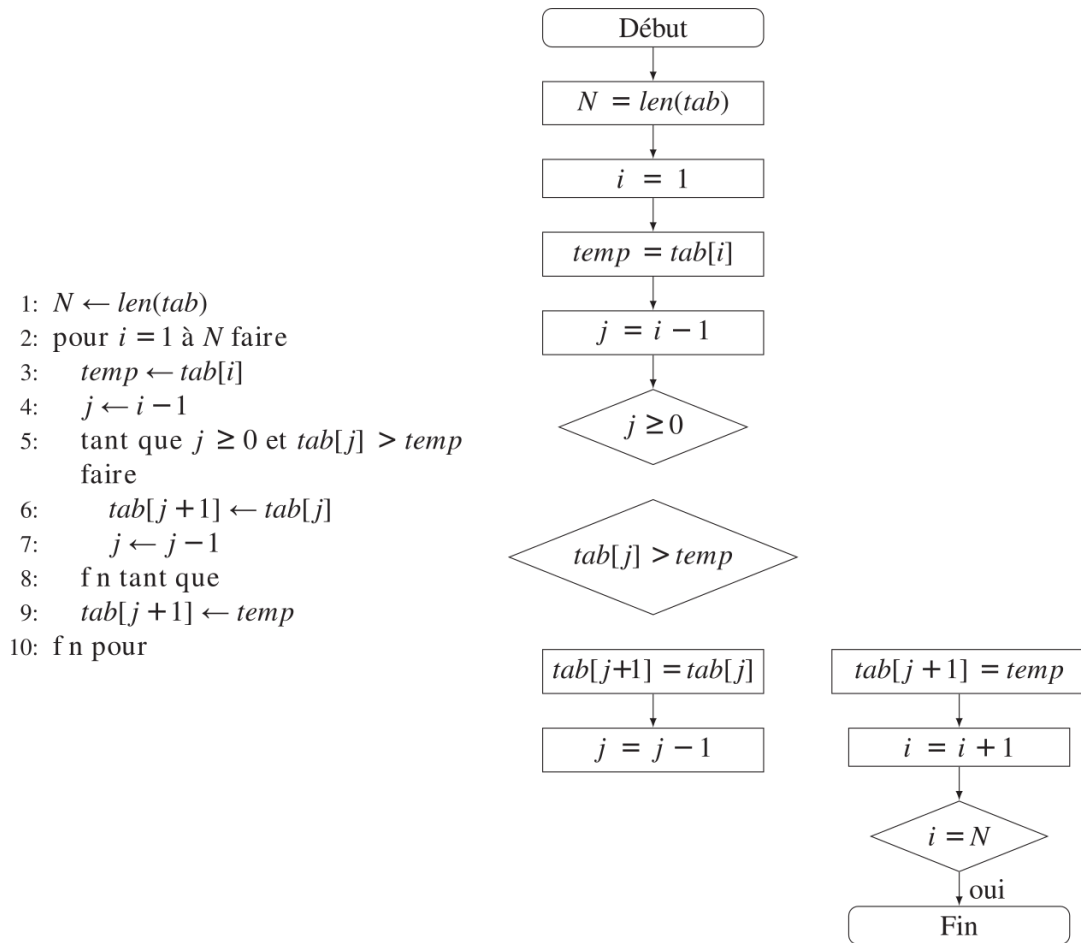 1: N ← len(tab)
2: pour i = 1 à N faire
3: temp ← tab[i]
4: j ← i − 1
5: tant que j ≥ 0 et tab[j] > temp
faire
6: tab[j + 1] ← tab[j]
7: j ← j − 1
8: f n tant que
9: tab[j + 1] ← temp
10: f n pour
Début
N = len(tab)
i = 1
temp = tab[i]
j = i − 1
j ≥ 0
tab[j] > temp
tab[j+1] = tab[j]
j = j − 1
tab[j + 1] = temp
i = i + 1
i = N
oui
Fin